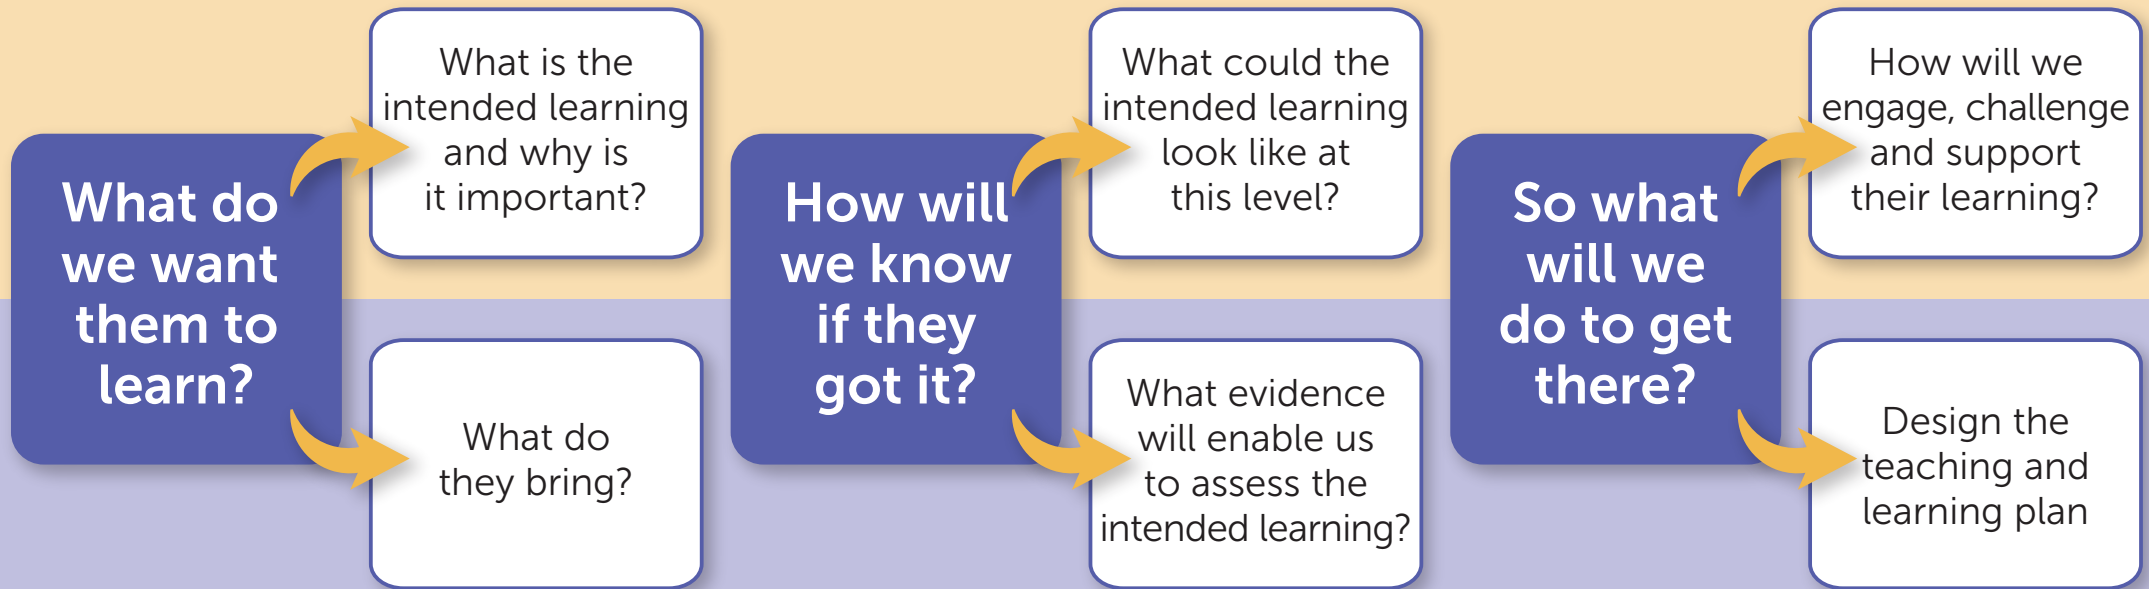 What do
we want
them to
learn?
What is the
intended learning
and why is
it important?
What do
they bring?
How will
we know
if they
got it?
What could the
intended learning
look like at
this level?
What evidence
will enable us
to assess the
intended learning?
So what
will we
do to get
there?
How will we
engage, challenge
and support
their learning?
Design the
teaching and
learning plan